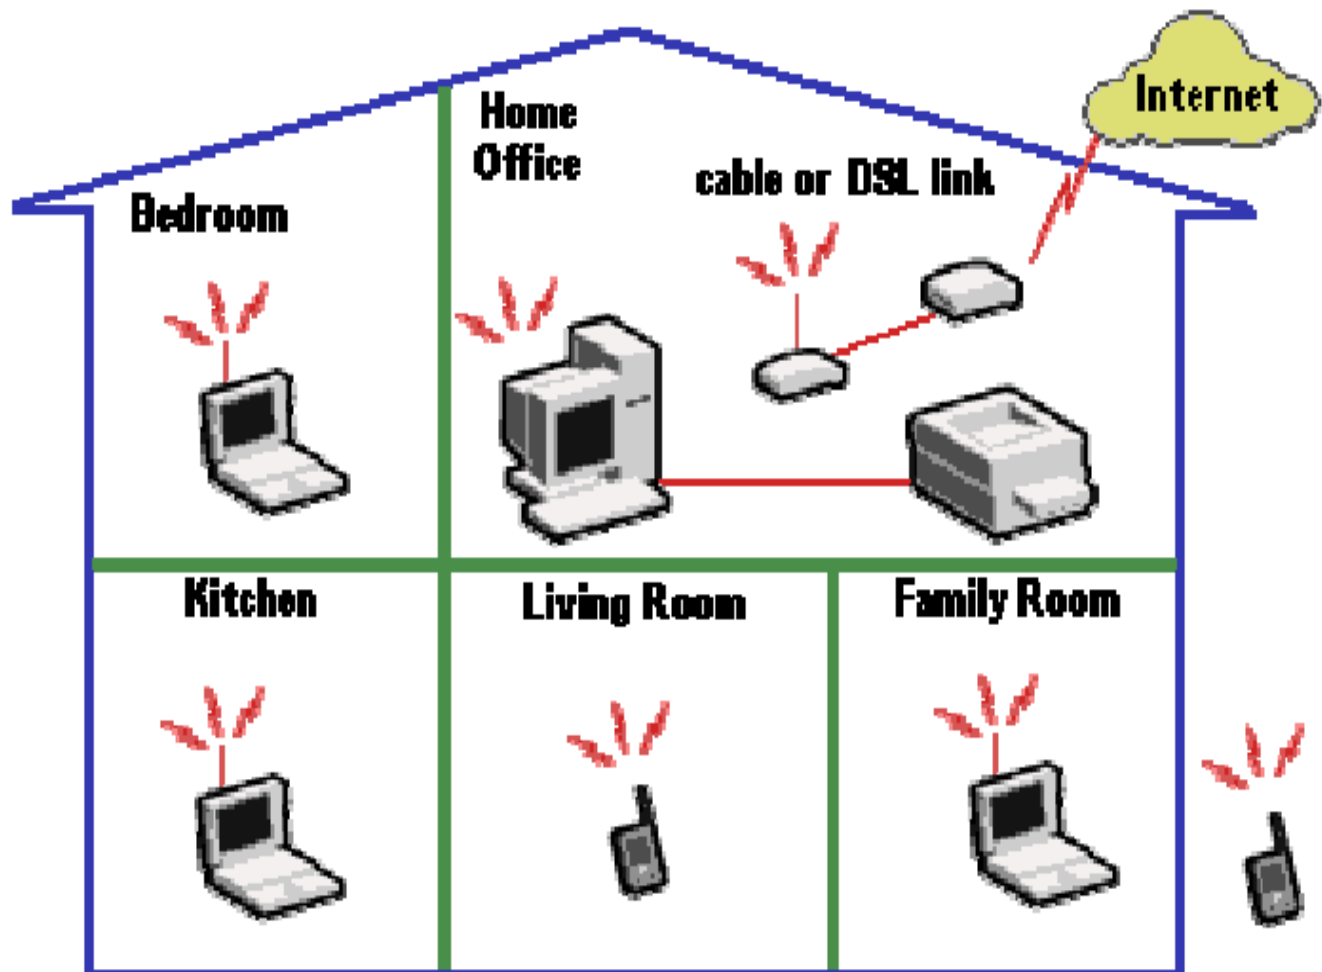 Internet
Home
Office
cable or DSL link
Bedroom
Kitchen
Living Room
Family Room